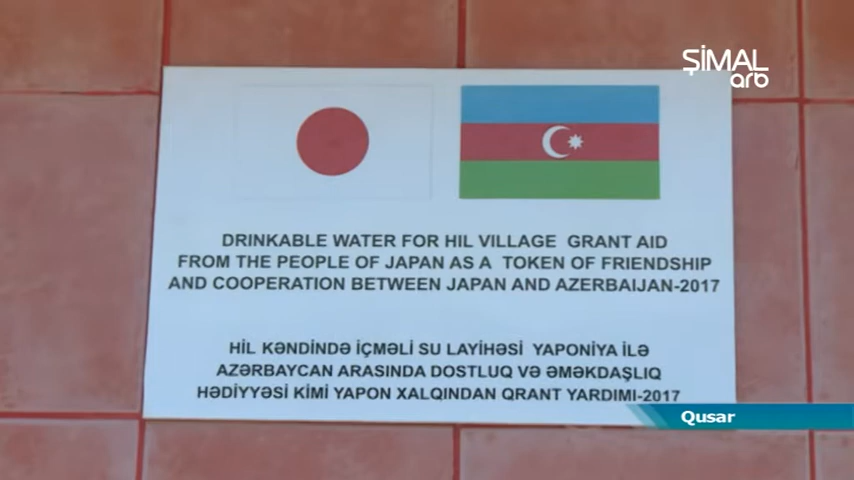 ŞİMAL
arb
DRINKABLE WATER FOR HIL VILLAGE GRANT AID
FROM THE PEOPLE OF JAPAN AS A TOKEN OF FRIENDSHIP
AND COOPERATION BETWEEN JAPAN AND AZERBAIJAN-2017
HİL KƏNDİNDƏ İÇMƏLİ SU LAYİHƏSİ YAPONİYA İLƏ
AZƏRBAYCAN ARASINDA DOSTLUQ VƏ ƏMƏKDAŞLIQ
HƏDİYYƏSİ KİMİ YAPON XALQINDAN QRANT YARDIMI-2017
Qusar